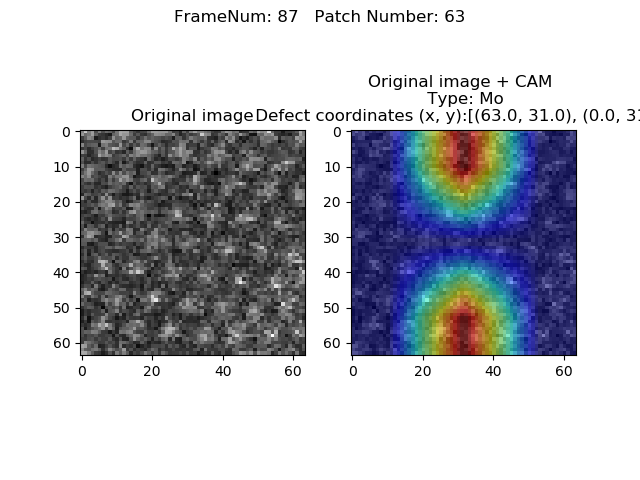 FrameNum: 87   Patch Number: 63
Original image + CAM
Type: Mo
Original image
Defect coordinates (x, y):[(63.0, 31.0), (0.0, 31
0
10
20
30
40
50
60
0 20 40 60
0
10
20
30
40
50
60
0 20 40 60